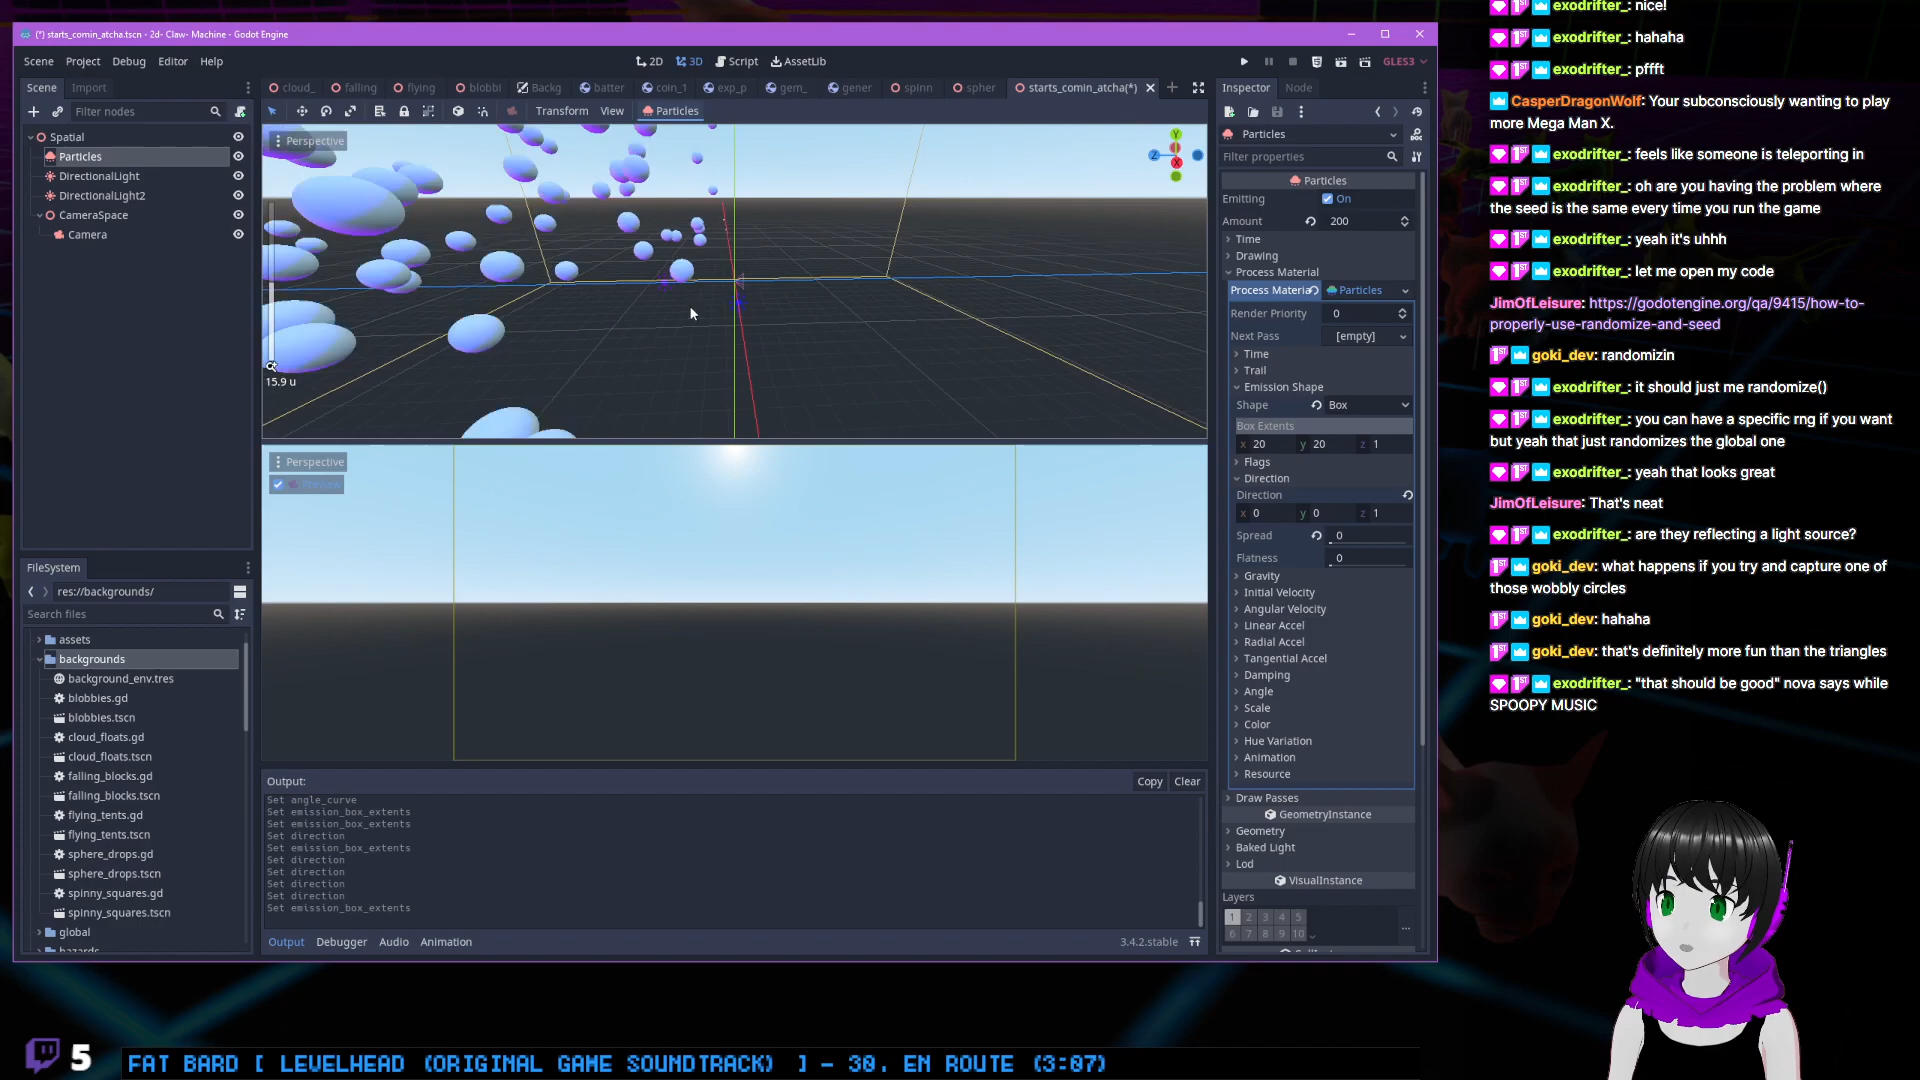 (*) starts_comin_atcha.tscn - 2d- Claw- Machine - Godot Engine
Scene Project Debug Editor Help
2D 3D Script AssetLib
GLES3
Scene Import
cloud_ falling flying blobbi Backg batter coin_1 exp_p gem_ gener spinn spher starts_comin_atcha(*)
Inspector Node
Filter nodes
Transform View Particles
Spatial
Particles
DirectionalLight
DirectionalLight2
CameraSpace
Camera
Perspective
Y
Z
X
15.9 u
Perspective
Preview
Particles
Filter properties
Particles
Emitting On
Amount 200
Time
Drawing
Process Material
Process Materia Particles
Render Priority 0
Next Pass [empty]
Time
Trail
Emission Shape
Shape Box
Box Extents
x 20 y 20 z 1
Flags
Direction
Direction
x 0 y 0 z 1
Spread 0
Flatness 0
Gravity
Initial Velocity
Angular Velocity
Linear Accel
Radial Accel
Tangential Accel
Damping
Angle
Scale
Color
Hue Variation
Animation
Resource
Draw Passes
GeometryInstance
Geometry
Baked Light
Lod
VisualInstance
Layers
1 2 3 4 5
6 7 8 9 10
FileSystem
res://backgrounds/
Search files
assets
backgrounds
background_env.tres
blobbies.gd
blobbies.tscn
cloud_floats.gd
cloud_floats.tscn
falling_blocks.gd
falling_blocks.tscn
flying_tents.gd
flying_tents.tscn
sphere_drops.gd
sphere_drops.tscn
spinny_squares.gd
spinny_squares.tscn
global
hazards
Output:
Copy Clear
Set angle_curve
Set emission_box_extents
Set emission_box_extents
Set direction
Set emission_box_extents
Set direction
Set direction
Set direction
Set direction
Set emission_box_extents
Output Debugger Audio Animation
3.4.2.stable
exodrifter_: nice!
exodrifter_: hahaha
exodrifter_: pffft
CasperDragonWolf: Your subconsciously wanting to play
more Mega Man X.
exodrifter_: feels like someone is teleporting in
exodrifter_: oh are you having the problem where
the seed is the same every time you run the game
exodrifter_: yeah it's uhhh
exodrifter_: let me open my code
JimOfLeisure: https://godotengine.org/qa/9415/how-to-
properly-use-randomize-and-seed
goki_dev: randomizin
exodrifter_: it should just me randomize()
exodrifter_: you can have a specific rng if you want
but yeah that just randomizes the global one
exodrifter_: yeah that looks great
JimOfLeisure: That's neat
exodrifter_: are they reflecting a light source?
goki_dev: what happens if you try and capture one of
those wobbly circles
goki_dev: hahaha
goki_dev: that's definitely more fun than the triangles
exodrifter_: "that should be good" nova says while
SPOOPY MUSIC
5
FAT BARD [ LEVELHEAD (ORIGINAL GAME SOUNDTRACK) ] - 30. EN ROUTE (3:07)